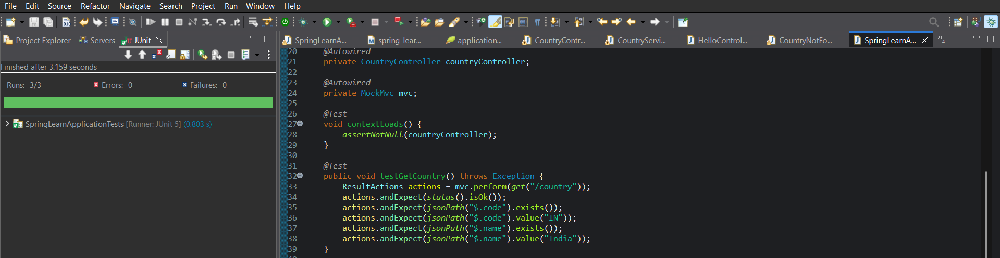 File Edit Source Refactor Navigate Search Project Run Window Help
Project Explorer Servers JUnit
Finished after 3.159 seconds
Runs: 3/3 Errors: 0 Failures: 0
SpringLearnApplicationTests [Runner: JUnit 5] (0.803 s)
SpringLearnA... spring-lear... application... CountryContr... CountryServi... HelloControl... CountryNotFo... SpringLearnA... 4
20 @Autowired
21 private CountryController countryController;
22
23 @Autowired
24 private MockMvc mvc;
25
26 @Test
27 void contextLoads() {
28 assertNotNull(countryController);
29 }
30
31 @Test
32 public void testGetCountry() throws Exception {
33 ResultActions actions = mvc.perform(get("/country"));
34 actions.andExpect(status().isOk());
35 actions.andExpect(jsonPath("$.code").exists());
36 actions.andExpect(jsonPath("$.code").value("IN"));
37 actions.andExpect(jsonPath("$.name").exists());
38 actions.andExpect(jsonPath("$.name").value("India"));
39 }